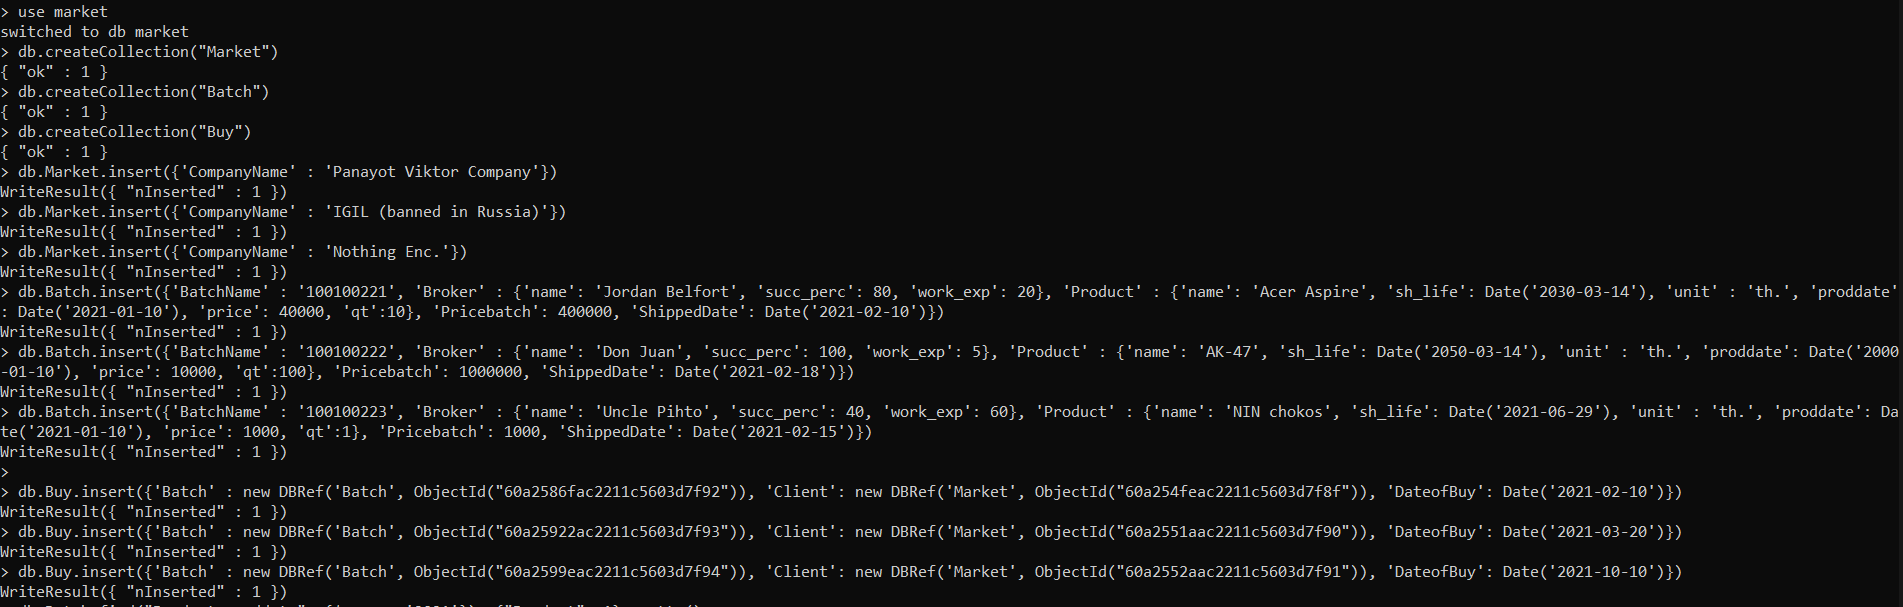 > use market
switched to db market
> db.createCollection("Market")
{ "ok" : 1 }
> db.createCollection("Batch")
{ "ok" : 1 }
> db.createCollection("Buy")
{ "ok" : 1 }
> db.Market.insert({'CompanyName' : 'Panayot Viktor Company'})
WriteResult({ "nInserted" : 1 })
> db.Market.insert({'CompanyName' : 'IGIL (banned in Russia)'})
WriteResult({ "nInserted" : 1 })
> db.Market.insert({'CompanyName' : 'Nothing Enc.'})
WriteResult({ "nInserted" : 1 })
> db.Batch.insert({'BatchName' : '100100221', 'Broker' : {'name': 'Jordan Belfort', 'succ_perc': 80, 'work_exp': 20}, 'Product' : {'name': 'Acer Aspire', 'sh_life': Date('2030-03-14'), 'unit' : 'th.', 'proddate'
: Date('2021-01-10'), 'price': 40000, 'qt':10}, 'Pricebatch': 400000, 'ShippedDate': Date('2021-02-10')})
WriteResult({ "nInserted" : 1 })
> db.Batch.insert({'BatchName' : '100100222', 'Broker' : {'name': 'Don Juan', 'succ_perc': 100, 'work_exp': 5}, 'Product' : {'name': 'AK-47', 'sh_life': Date('2050-03-14'), 'unit' : 'th.', 'proddate': Date('2000
-01-10'), 'price': 10000, 'qt':100}, 'Pricebatch': 1000000, 'ShippedDate': Date('2021-02-18')})
WriteResult({ "nInserted" : 1 })
> db.Batch.insert({'BatchName' : '100100223', 'Broker' : {'name': 'Uncle Pihto', 'succ_perc': 40, 'work_exp': 60}, 'Product' : {'name': 'NIN chokos', 'sh_life': Date('2021-06-29'), 'unit' : 'th.', 'proddate': Da
te('2021-01-10'), 'price': 1000, 'qt':1}, 'Pricebatch': 1000, 'ShippedDate': Date('2021-02-15')})
WriteResult({ "nInserted" : 1 })
>
> db.Buy.insert({'Batch' : new DBRef('Batch', ObjectId("60a2586fac2211c5603d7f92")), 'Client': new DBRef('Market', ObjectId("60a254feac2211c5603d7f8f")), 'DateofBuy': Date('2021-02-10')})
WriteResult({ "nInserted" : 1 })
> db.Buy.insert({'Batch' : new DBRef('Batch', ObjectId("60a25922ac2211c5603d7f93")), 'Client': new DBRef('Market', ObjectId("60a2551aac2211c5603d7f90")), 'DateofBuy': Date('2021-03-20')})
WriteResult({ "nInserted" : 1 })
> db.Buy.insert({'Batch' : new DBRef('Batch', ObjectId("60a2599eac2211c5603d7f94")), 'Client': new DBRef('Market', ObjectId("60a2552aac2211c5603d7f91")), 'DateofBuy': Date('2021-10-10')})
WriteResult({ "nInserted" : 1 })